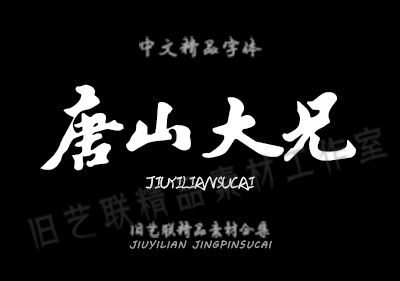 中文精品字体
唐山大兄
JIUYILIANSUCAI
旧艺联精品素材工作室
旧艺联精品素材合集
JIUYILIAN JINGPINSUCAI